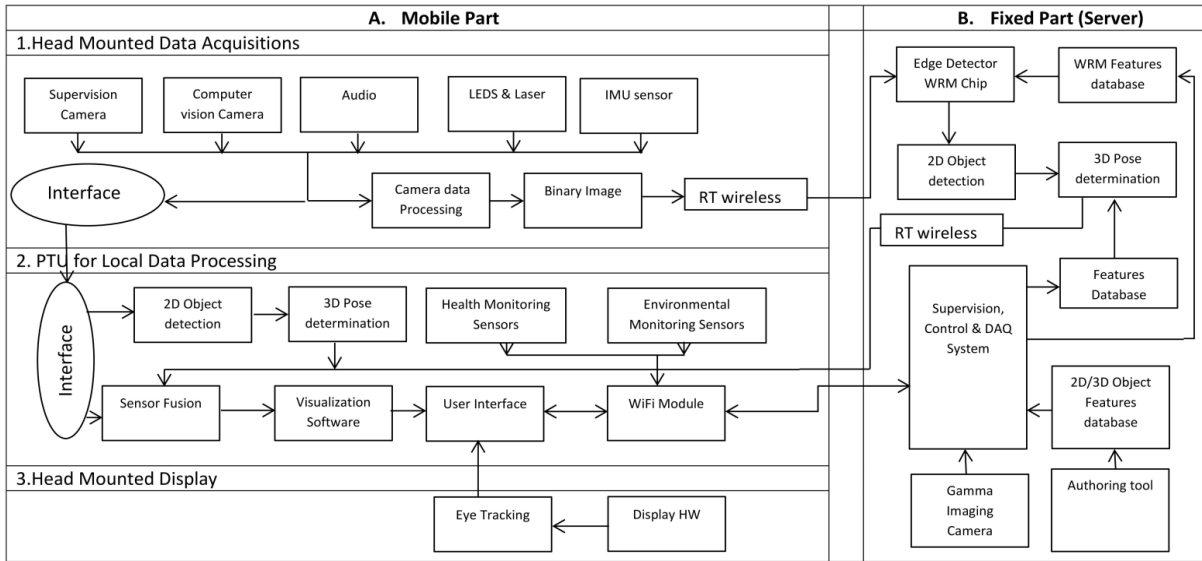 A. Mobile Part
B. Fixed Part (Server)
1.Head Mounted Data Acquisitions
Supervision
Camera
Computer
vision Camera
Audio
LEDS & Laser
IMU sensor
Edge Detector
WRM Chip
WRM Features
database
Interface
Camera data
Processing
Binary Image
RT wireless
2D Object
detection
3D Pose
determination
RT wireless
2. PTU for Local Data Processing
Interface
2D Object
detection
3D Pose
determination
Health Monitoring
Sensors
Environmental
Monitoring Sensors
Supervision,
Control & DAQ
System
Features
Database
Sensor Fusion
Visualization
Software
User Interface
WiFi Module
2D/3D Object
Features
database
3.Head Mounted Display
Eye Tracking
Display HW
Gamma
Imaging
Camera
Authoring tool